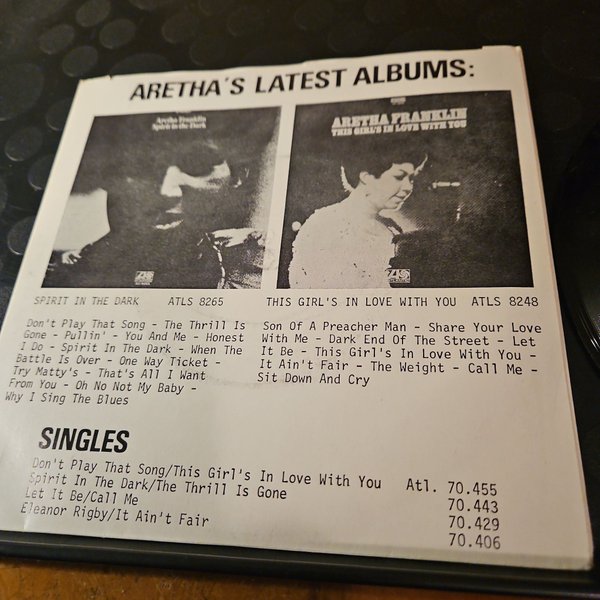 ARETHA'S LATEST ALBUMS:
Aretha Franklin
Spirit in the Dark
ARETHA FRANKLIN
THIS GIRL'S IN LOVE WITH YOU
SPIRIT IN THE DARK ATLS 8265
Don't Play That Song - The Thrill Is
Gone - Pullin' - You And Me - Honest
I Do - Spirit In The Dark - When The
Battle Is Over - One Way Ticket -
Try Matty's - That's All I Want
From You - Oh No Not My Baby -
Why I Sing The Blues
THIS GIRL'S IN LOVE WITH YOU ATLS 8248
Son Of A Preacher Man - Share Your Love
With Me - Dark End Of The Street - Let
It Be - This Girl's In Love With You -
It Ain't Fair - The Weight - Call Me -
Sit Down And Cry
SINGLES
Don't Play That Song/This Girl's In Love With You Atl. 70.455
Spirit In The Dark/The Thrill Is Gone 70.443
Let It Be/Call Me 70.429
Eleanor Rigby/It Ain't Fair 70.406